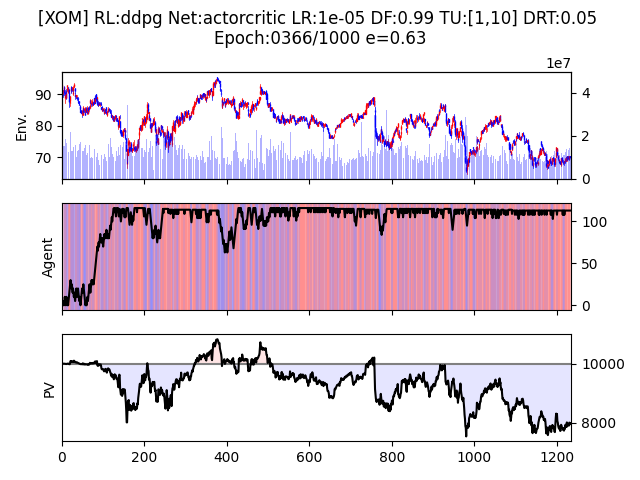 [XOM] RL:ddpg Net:actorcritic LR:1e-05 DF:0.99 TU:[1,10] DRT:0.05
Epoch:0366/1000 e=0.63
1e7
Env.
90
80
70
4
2
0
Agent
100
50
0
PV
10000
8000
0 200 400 600 800 1000 1200